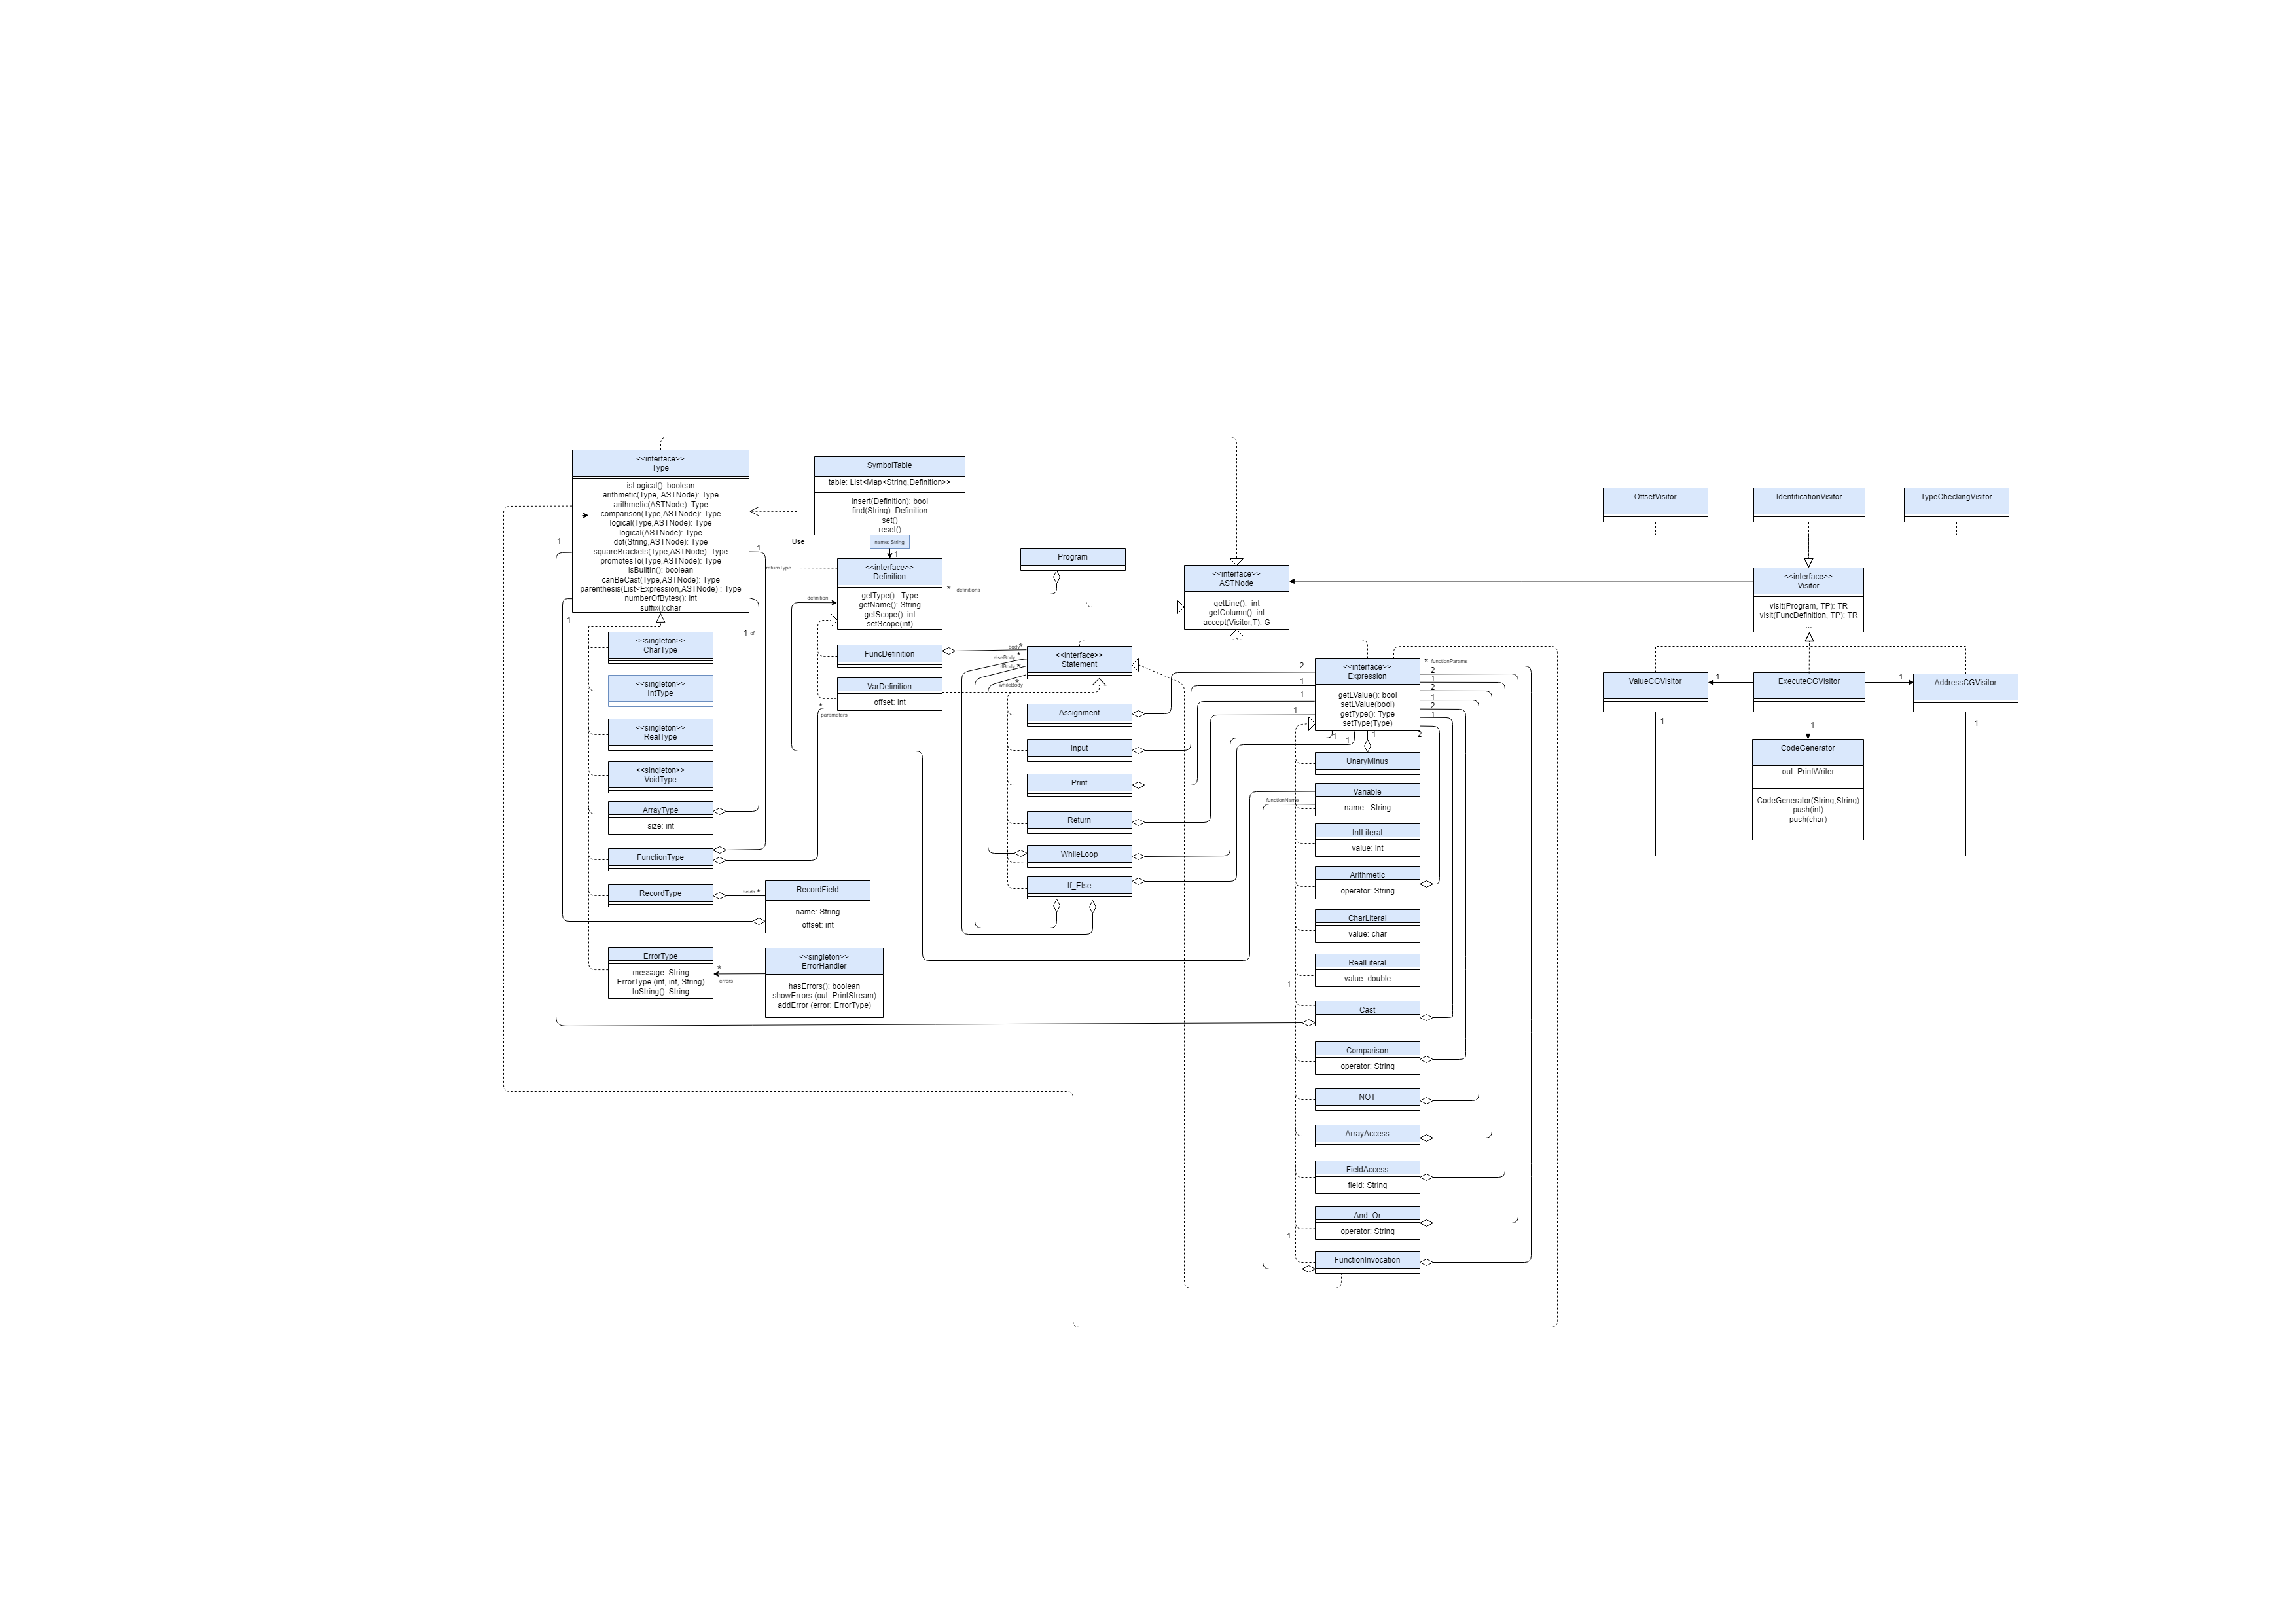 <<interface>>
Type
isLogical(): boolean
arithmetic(Type, ASTNode): Type
arithmetic(ASTNode): Type
comparison(Type,ASTNode): Type
logical(Type,ASTNode): Type
logical(ASTNode): Type
dot(String,ASTNode): Type
squareBrackets(Type,ASTNode): Type
promotesTo(Type,ASTNode): Type
isBuiltIn(): boolean
canBeCast(Type,ASTNode): Type
parenthesis(List<Expression,ASTNode) : Type
numberOfBytes(): int
suffix():char
1
1
1
returnType
1 of
<<singleton>>
CharType
<<singleton>>
IntType
<<singleton>>
RealType
<<singleton>>
VoidType
ArrayType
size: int
FunctionType
RecordType
fields *
RecordField
name: String
offset: int
ErrorType
message: String
ErrorType (int, int, String)
toString(): String
*
errors
<<singleton>>
ErrorHandler
hasErrors(): boolean
showErrors (out: PrintStream)
addError (error: ErrorType)
SymbolTable
table: List<Map<String,Definition>>
insert(Definition): bool
find(String): Definition
set()
reset()
name: String
1
Use
<<interface>>
Definition
getType(): Type
getName(): String
getScope(): int
setScope(int)
definition
* definitions
Program
FuncDefinition
VarDefinition
offset: int
*
parameters
<<interface>>
ASTNode
getLine(): int
getColumn(): int
accept(Visitor,T): G
body*
elseBody *
ifBody *
*
whileBody
<<interface>>
Statement
Assignment
Input
Print
Return
WhileLoop
If_Else
2
1
1
1
<<interface>>
Expression
getLValue(): bool
setLValue(bool)
getType(): Type
setType(Type)
* functionParams
2
1
2
1
2
1
2
1
1
1
UnaryMinus
Variable
name : String
functionName
IntLiteral
value: int
Arithmetic
operator: String
CharLiteral
value: char
RealLiteral
value: double
1
Cast
Comparison
operator: String
NOT
ArrayAccess
FieldAccess
field: String
And_Or
operator: String
1
FunctionInvocation
OffsetVisitor
IdentificationVisitor
TypeCheckingVisitor
<<interface>>
Visitor
visit(Program, TP): TR
visit(FuncDefinition, TP): TR
...
ValueCGVisitor
1
ExecuteCGVisitor
1
AddressCGVisitor
1
1
1
CodeGenerator
out: PrintWriter
CodeGenerator(String,String)
push(int)
push(char)
...